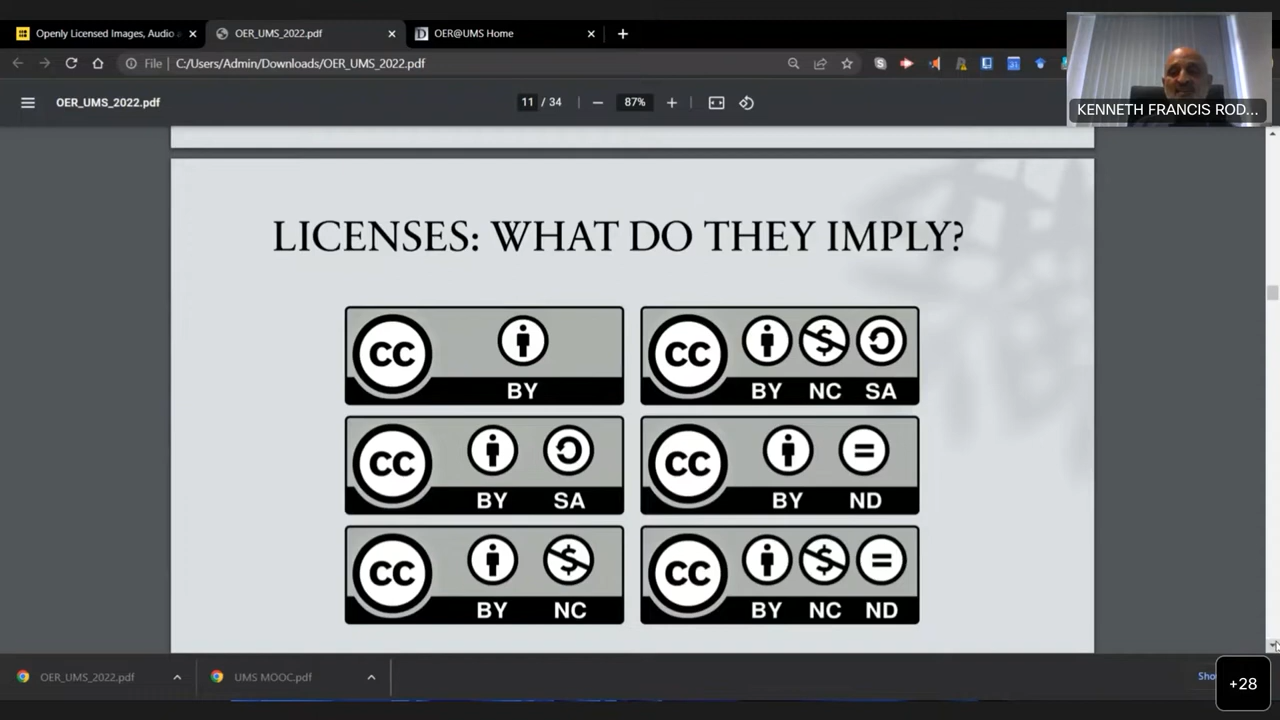 Openly Licensed Images, Audio a
OER_UMS_2022.pdf
OER@UMS Home
File
C:/Users/Admin/Downloads/OER_UMS_2022.pdf
OER_UMS_2022.pdf
11 / 34
87%
KENNETH FRANCIS ROD...
LICENSES: WHAT DO THEY IMPLY?
CC BY
CC BY NC SA
CC BY SA
CC BY ND
CC BY NC
CC BY NC ND
OER_UMS_2022.pdf
UMS MOOC.pdf
Sho
+28